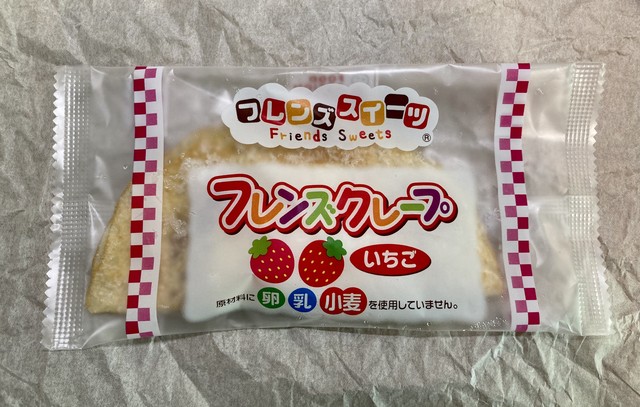 フレンズスイーツ
Friends Sweets
®
フレンズクレープ
いちご
原材料に 卵 乳 小麦 を使用していません。